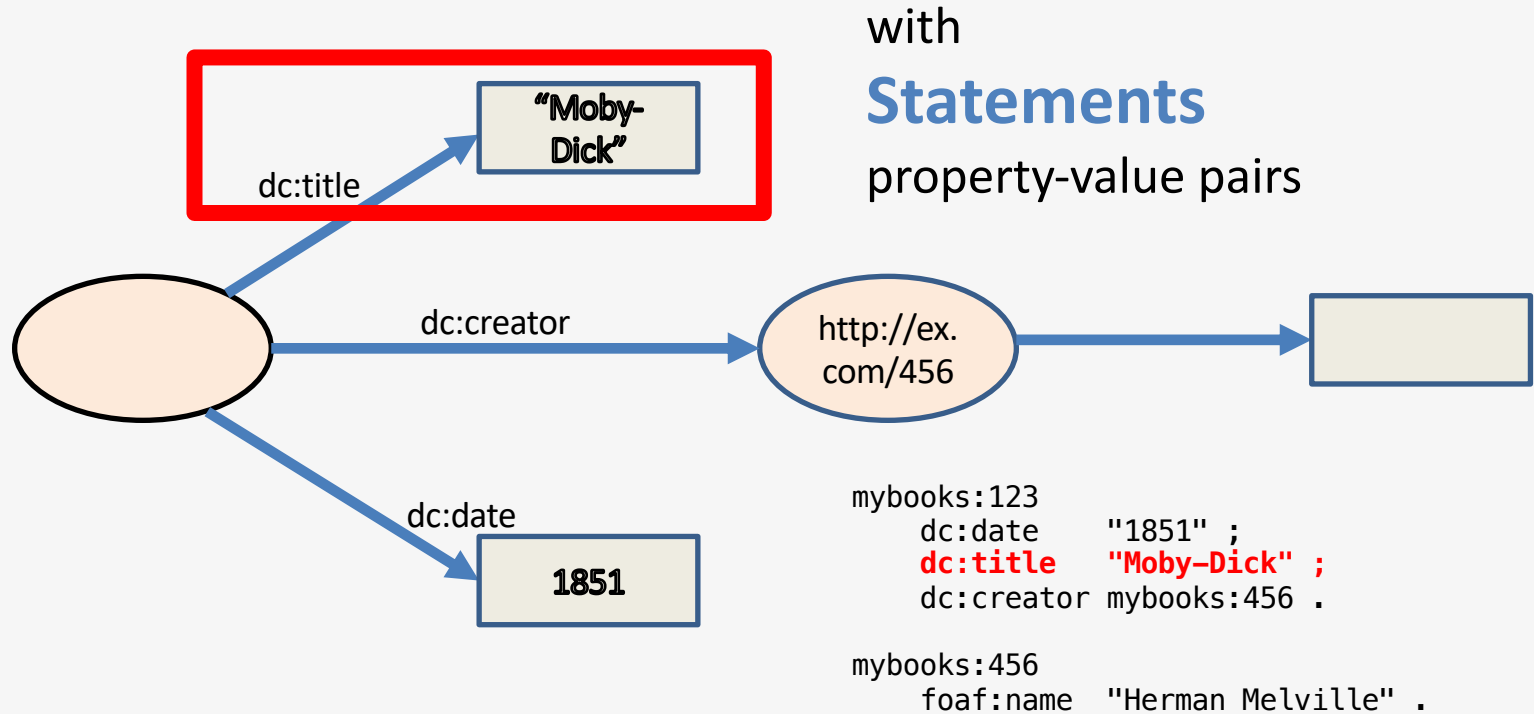 with
Statements
property-value pairs
“Moby-
Dick”
dc:title
dc:creator
http://ex.
com/456
dc:date
1851
mybooks:123
dc:date "1851" ;
dc:title "Moby–Dick" ;
dc:creator mybooks:456 .
mybooks:456
foaf:name "Herman Melville" .